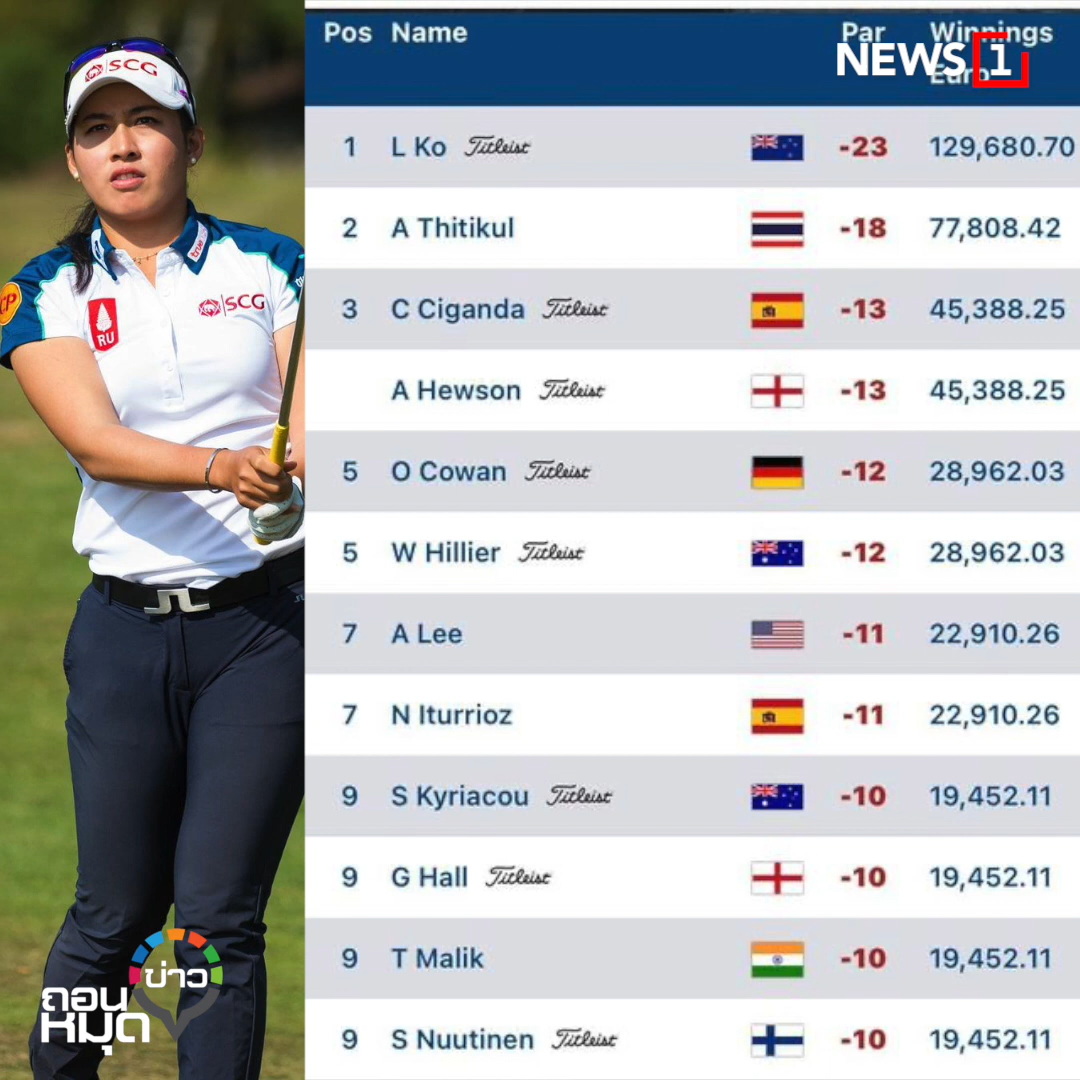 Pos Name Par Winnings Euro
NEWS 1
1 L Ko Titleist -23 129,680.70
2 A Thitikul -18 77,808.42
3 C Ciganda Titleist -13 45,388.25
A Hewson Titleist -13 45,388.25
5 O Cowan Titleist -12 28,962.03
5 W Hillier Titleist -12 28,962.03
7 A Lee -11 22,910.26
7 N Iturrioz -11 22,910.26
9 S Kyriacou Titleist -10 19,452.11
9 G Hall Titleist -10 19,452.11
9 T Malik -10 19,452.11
9 S Nuutinen Titleist -10 19,452.11
SCG
true
SCG
CP
RU
ถอน
หมุด
ข่าว